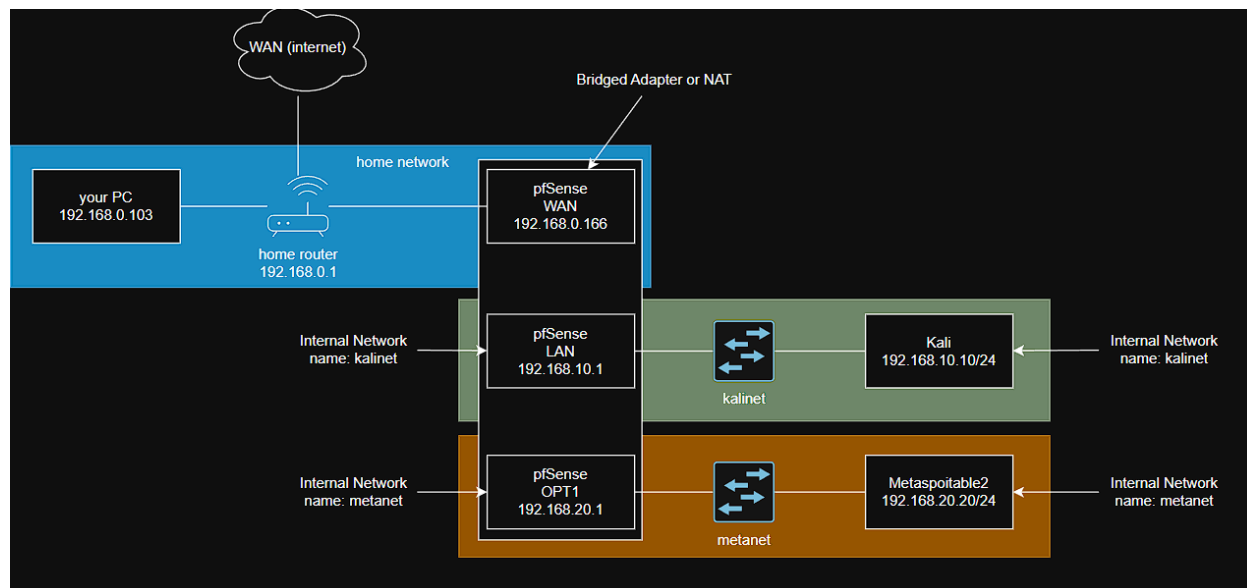 WAN (internet)
Bridged Adapter or NAT
home network
your PC
192.168.0.103
home router
192.168.0.1
pfSense
WAN
192.168.0.166
Internal Network
name: kalinet
pfSense
LAN
192.168.10.1
kalinet
Kali
192.168.10.10/24
Internal Network
name: kalinet
Internal Network
name: metanet
pfSense
OPT1
192.168.20.1
metanet
Metaspoitable2
192.168.20.20/24
Internal Network
name: metanet